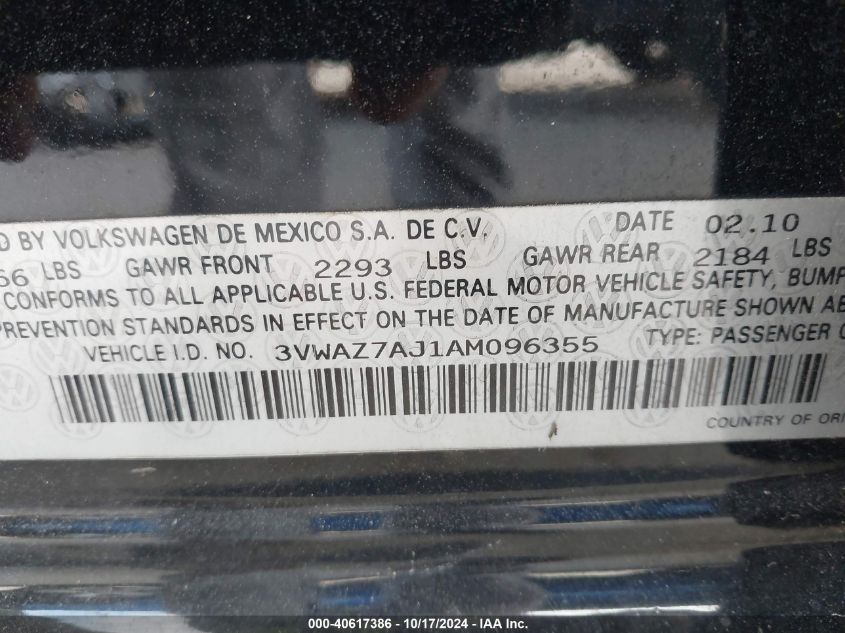 D BY VOLKSWAGEN DE MEXICO S.A. DE C.V. DATE 02.10
66 LBS GAWR FRONT 2293 LBS GAWR REAR 2184 LBS
CONFORMS TO ALL APPLICABLE U.S. FEDERAL MOTOR VEHICLE SAFETY, BUMP
PREVENTION STANDARDS IN EFFECT ON THE DATE OF MANUFACTURE SHOWN AB
VEHICLE I.D. NO. 3VWAZ7AJ1AM096355 TYPE: PASSENGER C
COUNTRY OF ORI
000-40617386 - 10/17/2024 - IAA Inc.